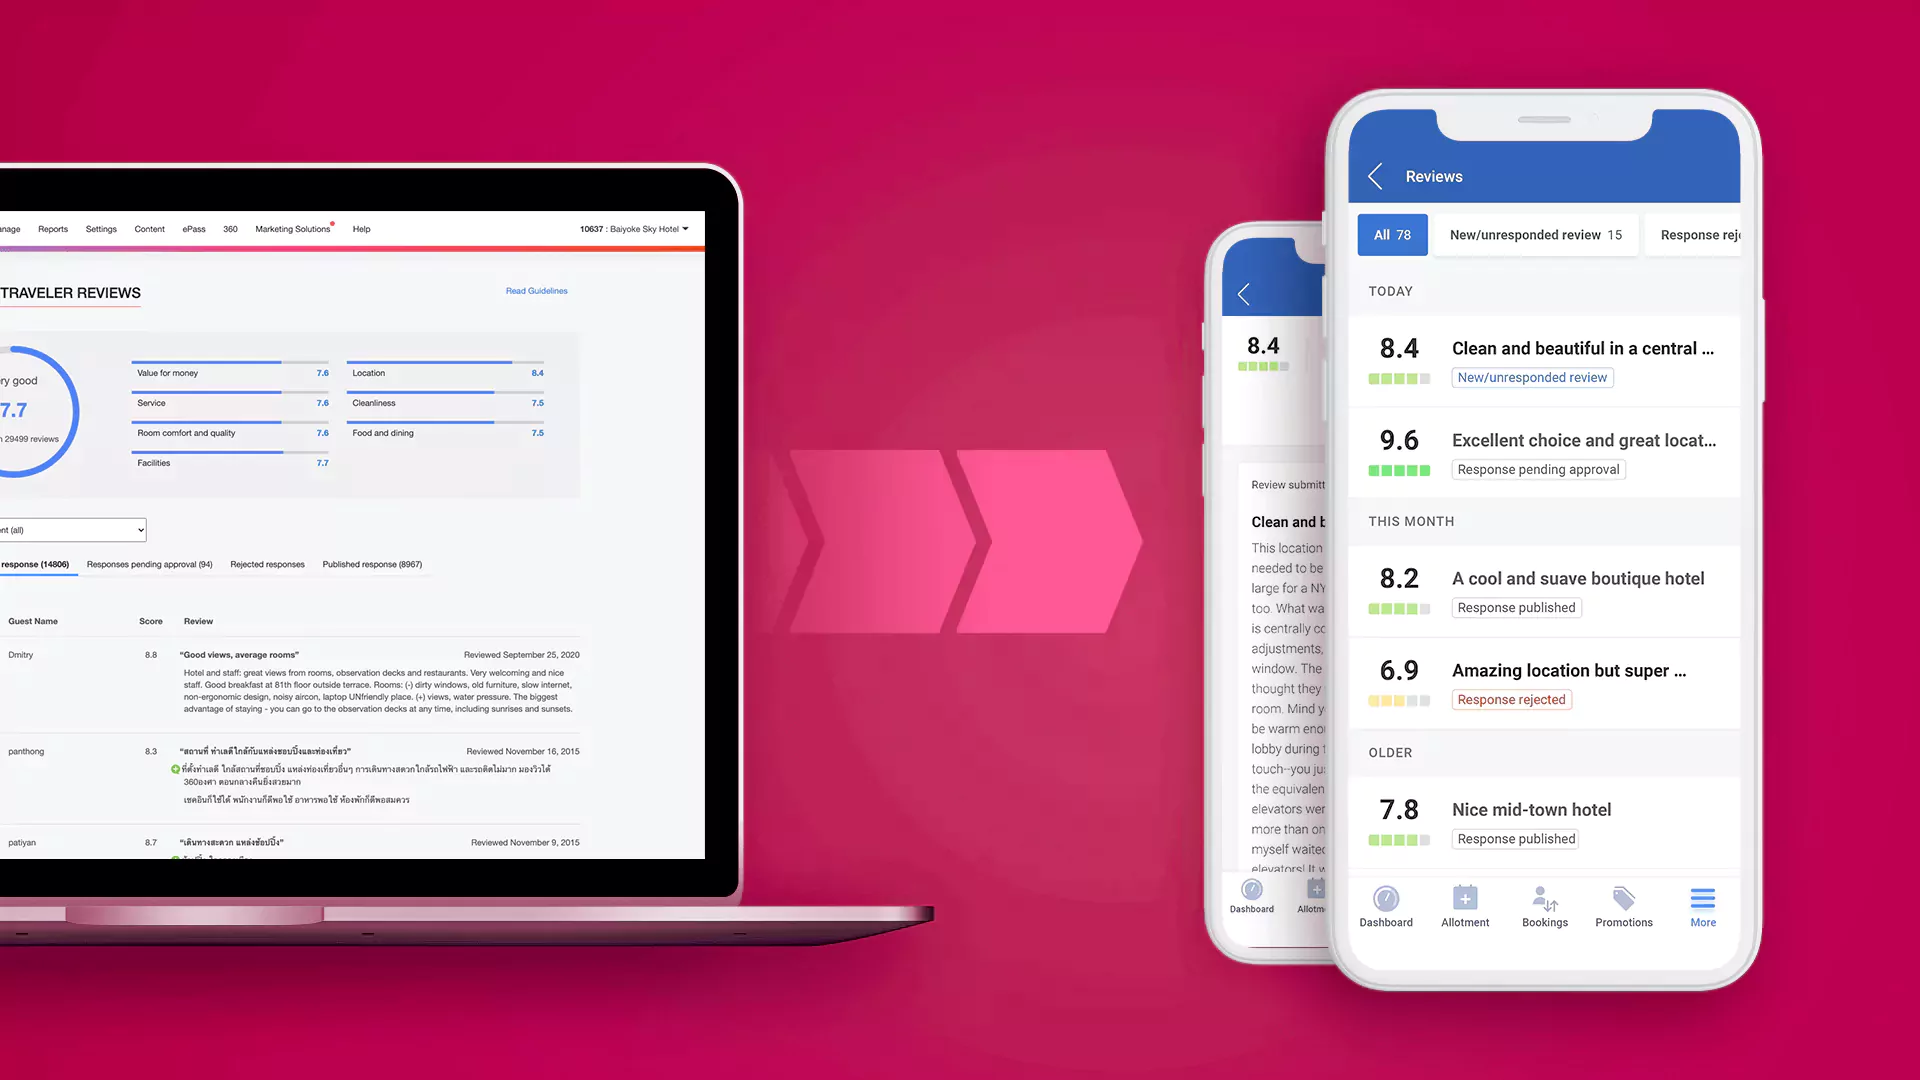 Reports Settings Content ePass 360 Marketing Solutions Help 10637 : Baiyoke Sky Hotel
TRAVELER REVIEWS
Read Guidelines
good
7.7
29499 reviews
Value for money 7.6
Service 7.6
Room comfort and quality 7.6
Facilities 7.7
Location 8.4
Cleanliness 7.5
Food and dining 7.5
(all)
response (14806) Responses pending approval (94) Rejected responses Published response (8967)
Guest Name Score Review
Dmitry 8.8 “Good views, average rooms” Reviewed September 25, 2020
Hotel and staff: great views from rooms, observation decks and restaurants. Very welcoming and nice
staff. Good breakfast at 81th floor outside terrace. Rooms: (-) dirty windows, old furniture, slow internet,
non-ergonomic design, noisy aircon, laptop UNfriendly place. (+) views, water pressure. The biggest
advantage of staying - you can go to the observation decks at any time, including sunrises and sunsets.
panthong 8.3 “สถานที่ ทำเลดีใกล้กับแหล่งชอบปิ้งและท่องเที่ยว” Reviewed November 16, 2015
ที่ตั้งทำเลดี ใกล้สถานที่ชอบปิ้ง แหล่งท่องเที่ยวอื่นๆ การเดินทางสดวกใกล้รถไฟฟ้า และรถติดไม่มาก มองวิวได้
360องศา ตอนกลางคืนยิ่งสวยมาก
เชคอินก็ใช้ได้ พนักงานก็ดีพอใช้ อาหารพอใช้ ห้องพักก็ดีพอสมควร
patiyan 8.7 “เดินทางสะดวก แหล่งช้อปปิ้ง” Reviewed November 9, 2015
8.4
Review submitt
Clean and b
This location
needed to be
large for a NY
too. What wa
is centrally co
adjustments,
window. The
thought they
room. Mind y
be warm enou
lobby during
touch--you jus
the equivalen
elevators wer
more than on
myself waited
elevators! It w
Dashboard Allotm
Reviews
All 78 New/unresponded review 15 Response reje
TODAY
8.4 Clean and beautiful in a central ...
New/unresponded review
9.6 Excellent choice and great locat...
Response pending approval
THIS MONTH
8.2 A cool and suave boutique hotel
Response published
6.9 Amazing location but super ...
Response rejected
OLDER
7.8 Nice mid-town hotel
Response published
Dashboard Allotment Bookings Promotions More